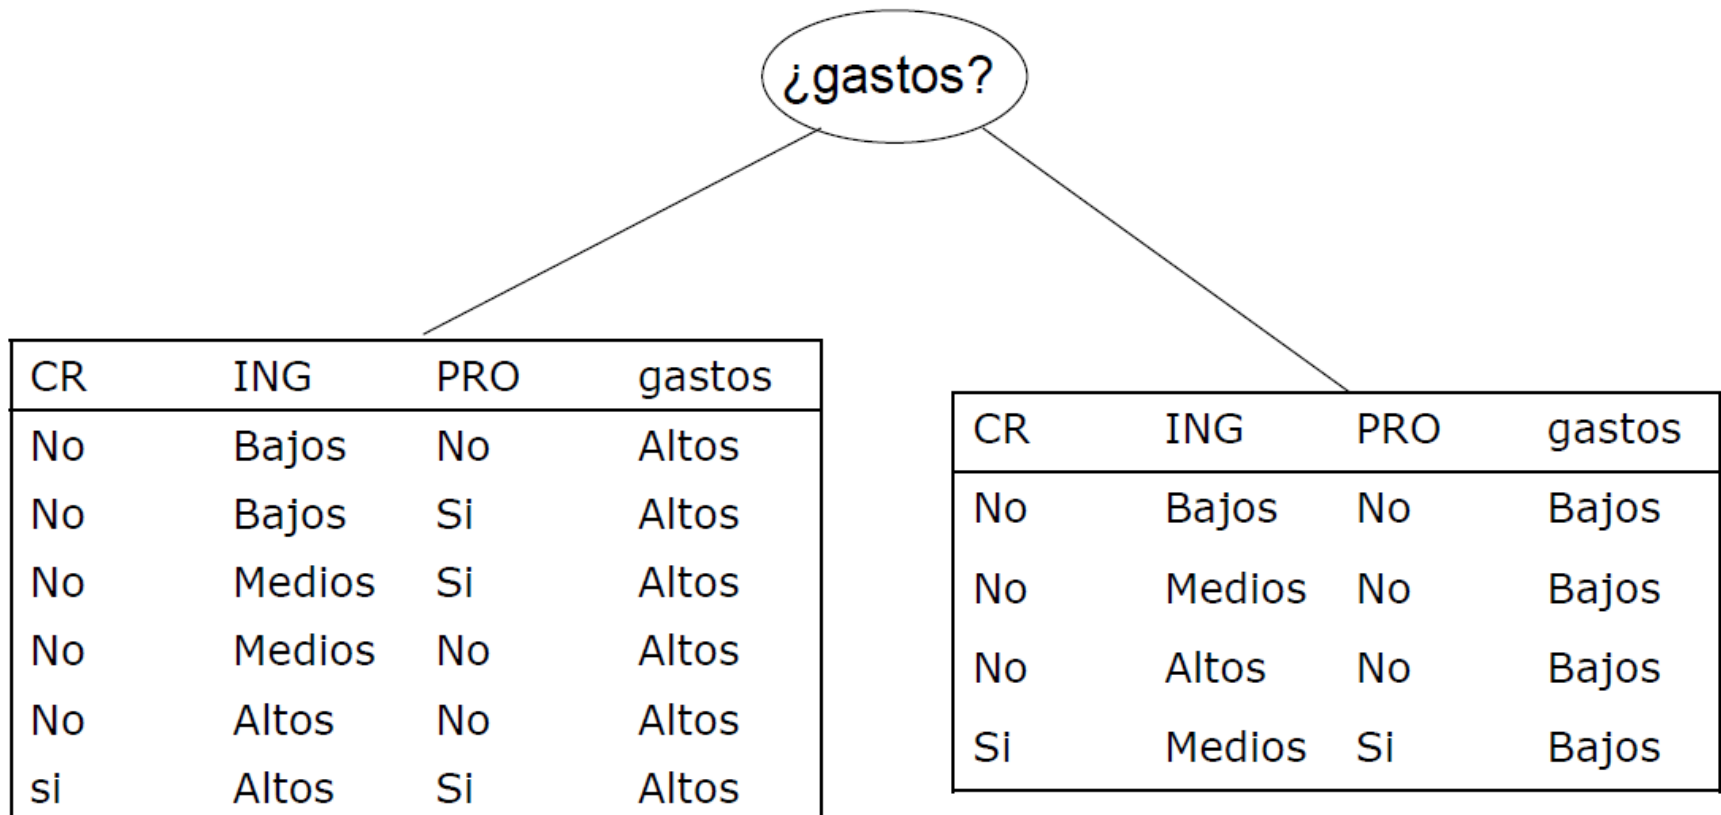 ¿gastos?
CR ING PRO gastos
No Bajos No Altos
No Bajos Si Altos
No Medios Si Altos
No Medios No Altos
No Altos No Altos
si Altos Si Altos
CR ING PRO gastos
No Bajos No Bajos
No Medios No Bajos
No Altos No Bajos
Si Medios Si Bajos